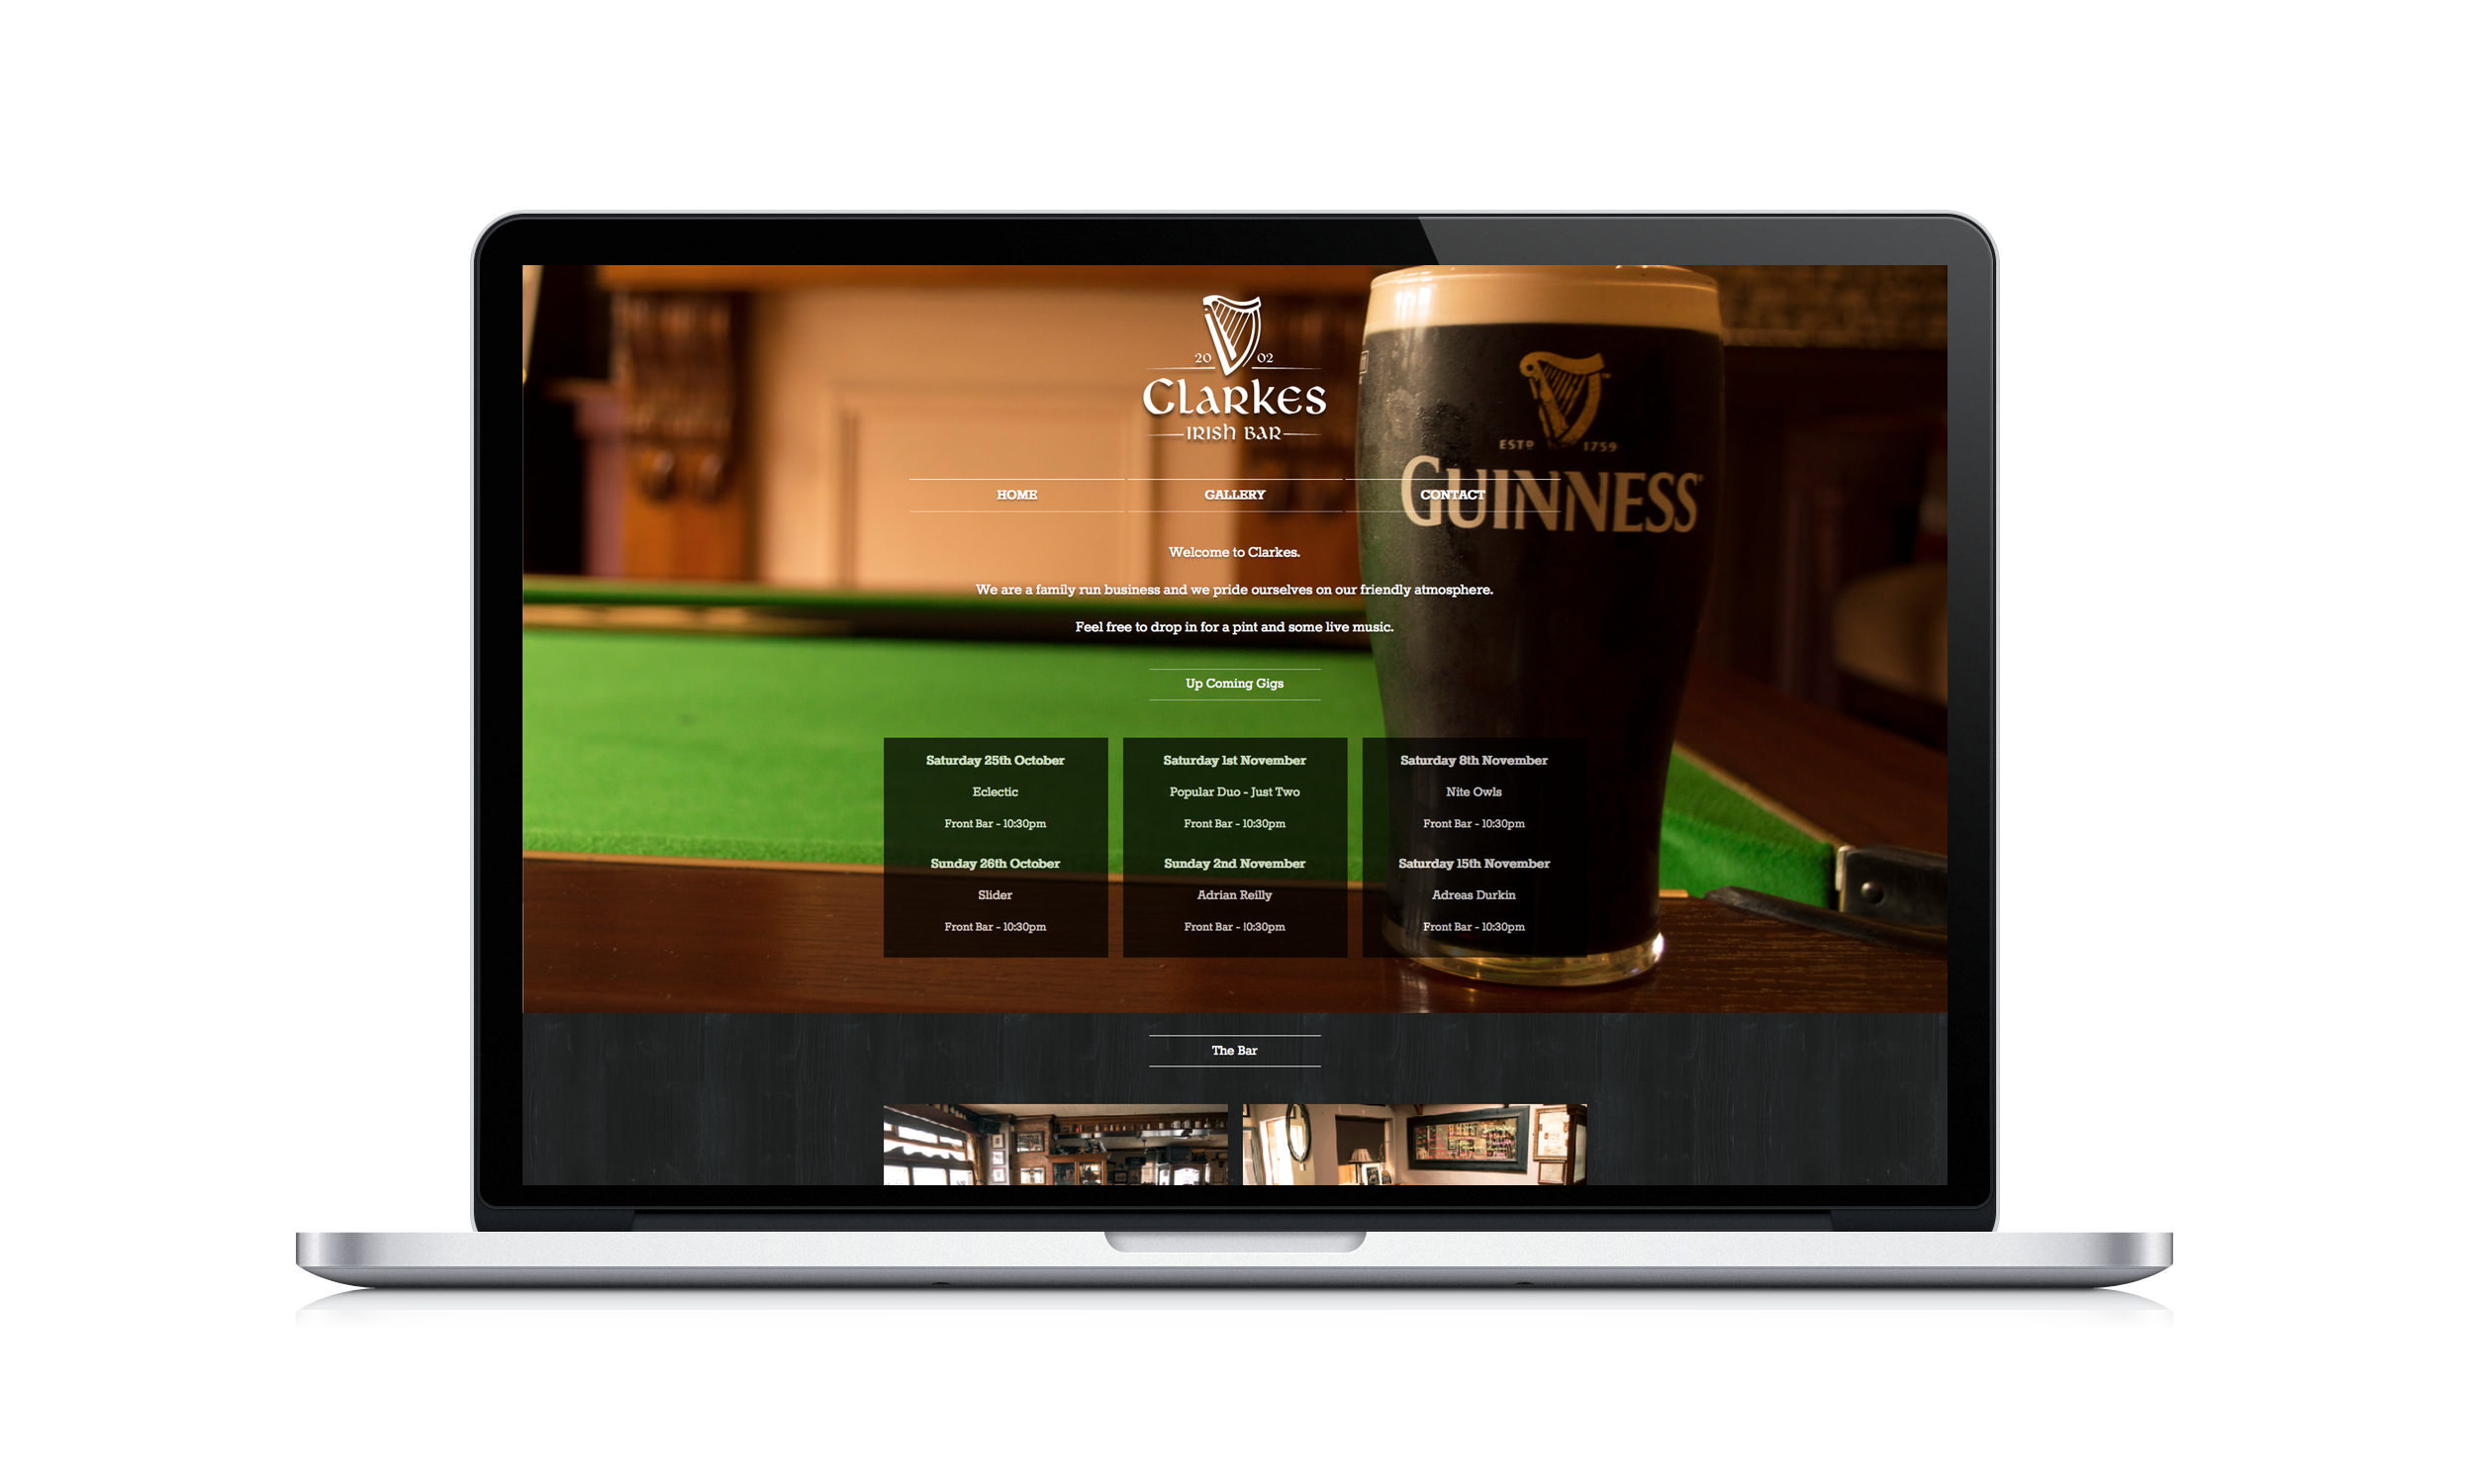 20 02
Clarkes
Irish Bar
ESTD 1759
GUINNESS
HOME GALLERY CONTACT
Welcome to Clarkes.
We are a family run business and we pride ourselves on our friendly atmosphere.
Feel free to drop in for a pint and some live music.
Up Coming Gigs
Saturday 25th October
Eclectic
Front Bar - 10:30pm
Sunday 26th October
Slider
Front Bar - 10:30pm
Saturday 1st November
Popular Duo - Just Two
Front Bar - 10:30pm
Sunday 2nd November
Adrian Reilly
Front Bar - 10:30pm
Saturday 8th November
Nite Owls
Front Bar - 10:30pm
Saturday 15th November
Adreas Durkin
Front Bar - 10:30pm
The Bar